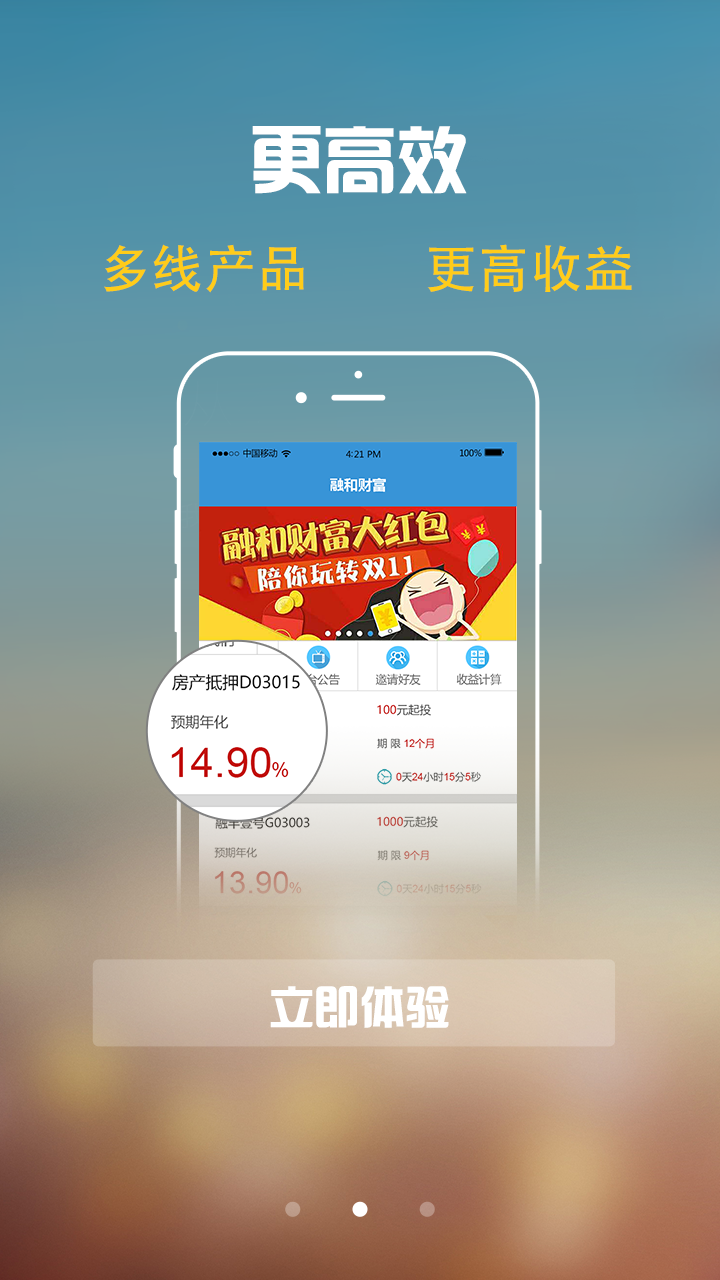 更高效
多线产品 更高收益
中国移动 4:21 PM 100%
融和财富
融和财富大红包
陪你玩转双11
台公告 邀请好友 收益计算
房产抵押D03015
100元起投
预期年化
期 限 12个月
14.90%
0天24小时15分5秒
融丰壹号G03003
1000元起投
预期年化
期 限 9个月
13.90%
0天24小时15分5秒
立即体验